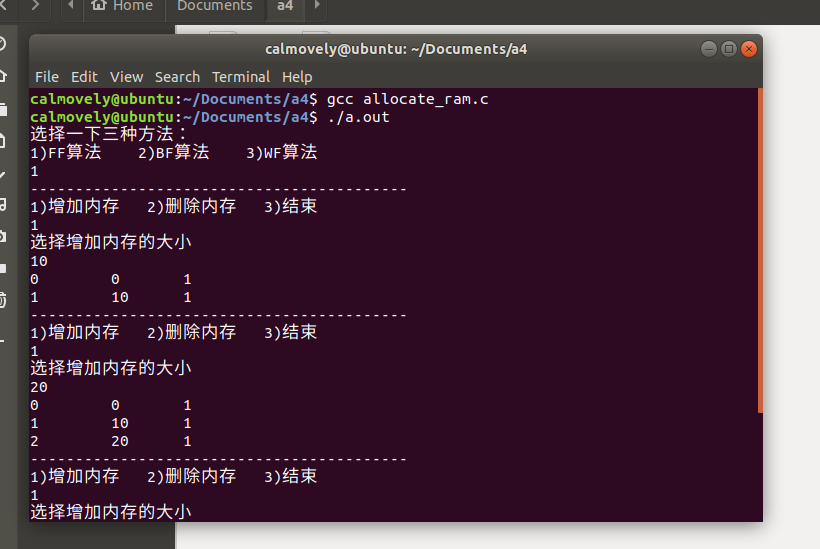 Home Documents a4
calmovely@ubuntu: ~/Documents/a4
File Edit View Search Terminal Help
calmovely@ubuntu:~/Documents/a4$ gcc allocate_ram.c
calmovely@ubuntu:~/Documents/a4$ ./a.out
选择一下三种方法：
1)FF算法    2)BF算法    3)WF算法
1
------------------------------------------
1)增加内存   2)删除内存   3)结束
1
选择增加内存的大小
10
0        0       1
1        10      1
------------------------------------------
1)增加内存   2)删除内存   3)结束
1
选择增加内存的大小
20
0        0       1
1        10      1
2        20      1
------------------------------------------
1)增加内存   2)删除内存   3)结束
1
选择增加内存的大小